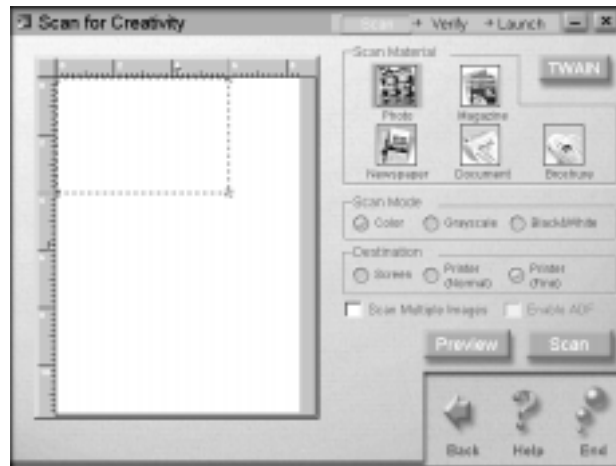 Scan for Creativity
Scan → Verify → Launch
Scan Material
TWAIN
Photo Magazine
Newspaper Document Brochure
Scan Mode
Color Grayscale Black&White
Destination
Screen Printer (Normal) Printer (Fine)
Scan Multiple Images Enable ADF
Preview Scan
Back Help End